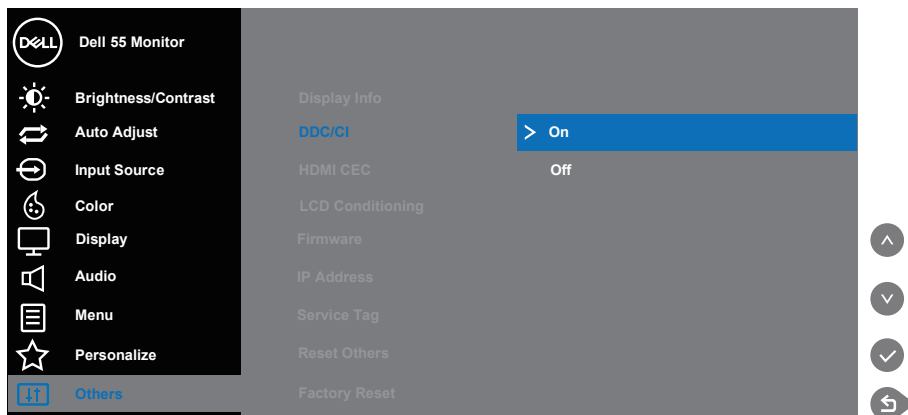 DELL
Dell 55 Monitor
Brightness/Contrast
Display Info
Auto Adjust
DDC/CI
> On
Input Source
HDMI CEC
Off
Color
LCD Conditioning
Display
Firmware
Audio
IP Address
Menu
Service Tag
Personalize
Reset Others
Others
Factory Reset